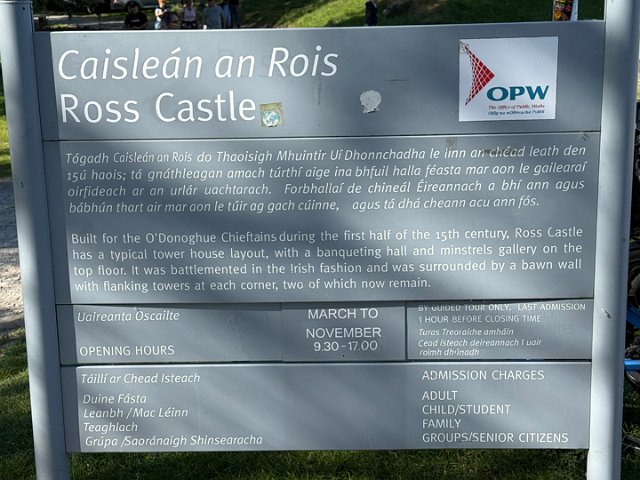 Caisleán an Rois
Ross Castle
OPW
The Office of Public Works
Oifig na nOibreacha Poiblí
Tógadh Caisleán an Rois do Thaoisigh Mhuintir Uí Dhonnchadha le linn an chéad leath den
15ú haois; tá gnáthleagan amach túrthí aige ina bhfuil halla féasta mar aon le gailearaí
oirfideach ar an urlár uachtarach. Forbhallaí de chineál Éireannach a bhí ann agus
bábhún thart air mar aon le túir ag gach cúinne, agus tá dhá cheann acu ann fós.
Built for the O'Donoghue Chieftains during the first half of the 15th century, Ross Castle
has a typical tower house layout, with a banqueting hall and minstrels gallery on the
top floor. It was battlemented in the Irish fashion and was surrounded by a bawn wall
with flanking towers at each corner, two of which now remain.
Uaireanta Oscailte
OPENING HOURS
MARCH TO
NOVEMBER
9.30-17.00
BY GUIDED TOUR ONLY. LAST ADMISSION
1 HOUR BEFORE CLOSING TIME
Turas Treoraithe amháin
Cead isteach deireannach 1 uair
roimh dhúnadh
Táillí ar Chead Isteach
Duine Fásta
Leanbh /Mac Léinn
Teaghlach
Grúpa /Saoránaigh Shinsearacha
ADMISSION CHARGES
ADULT
CHILD/STUDENT
FAMILY
GROUPS/SENIOR CITIZENS